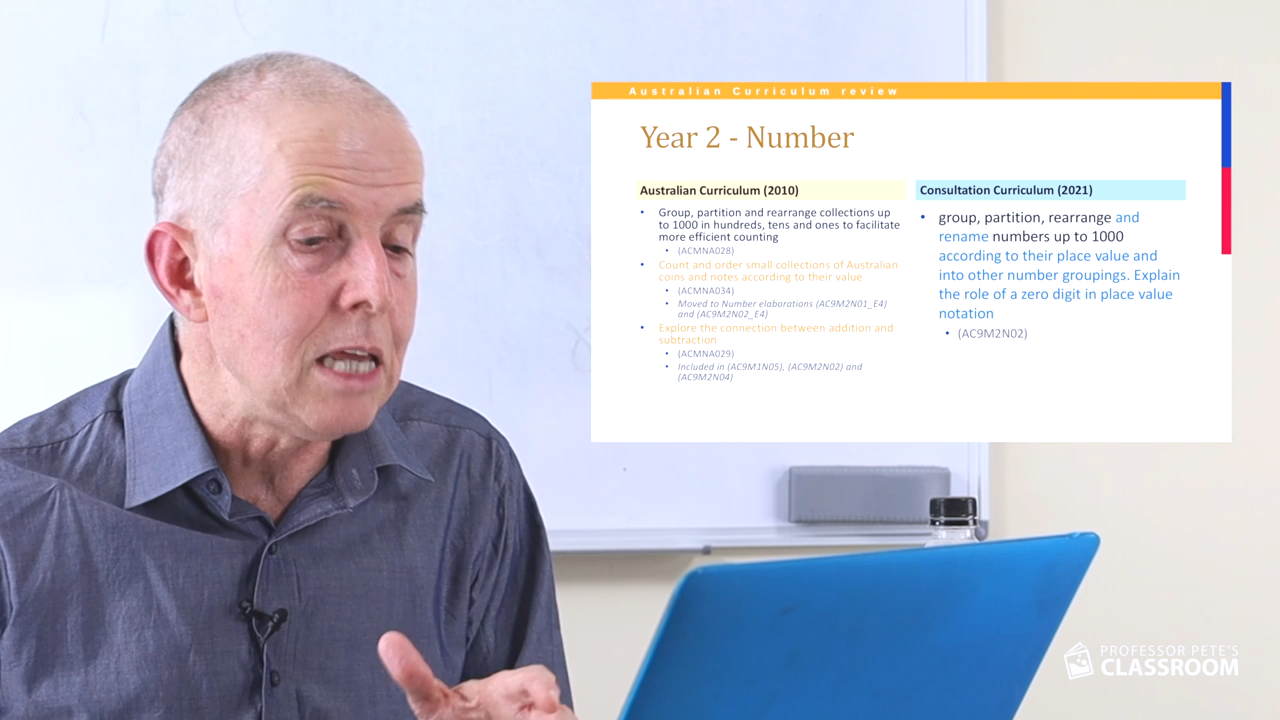 Australian Curriculum review
Year 2 - Number
Australian Curriculum (2010)
• Group, partition and rearrange collections up
to 1000 in hundreds, tens and ones to facilitate
more efficient counting
• (ACMNA028)
• Count and order small collections of Australian
coins and notes according to their value
• (ACMNA034)
• Moved to Number elaborations (AC9M2N01_E4)
and (AC9M2N02_E4)
• Explore the connection between addition and
subtraction
• (ACMNA029)
• Included in (AC9M1N05), (AC9M2N02) and
(AC9M2N04)
Consultation Curriculum (2021)
• group, partition, rearrange and
rename numbers up to 1000
according to their place value and
into other number groupings. Explain
the role of a zero digit in place value
notation
• (AC9M2N02)
PROFESSOR PETE'S
CLASSROOM